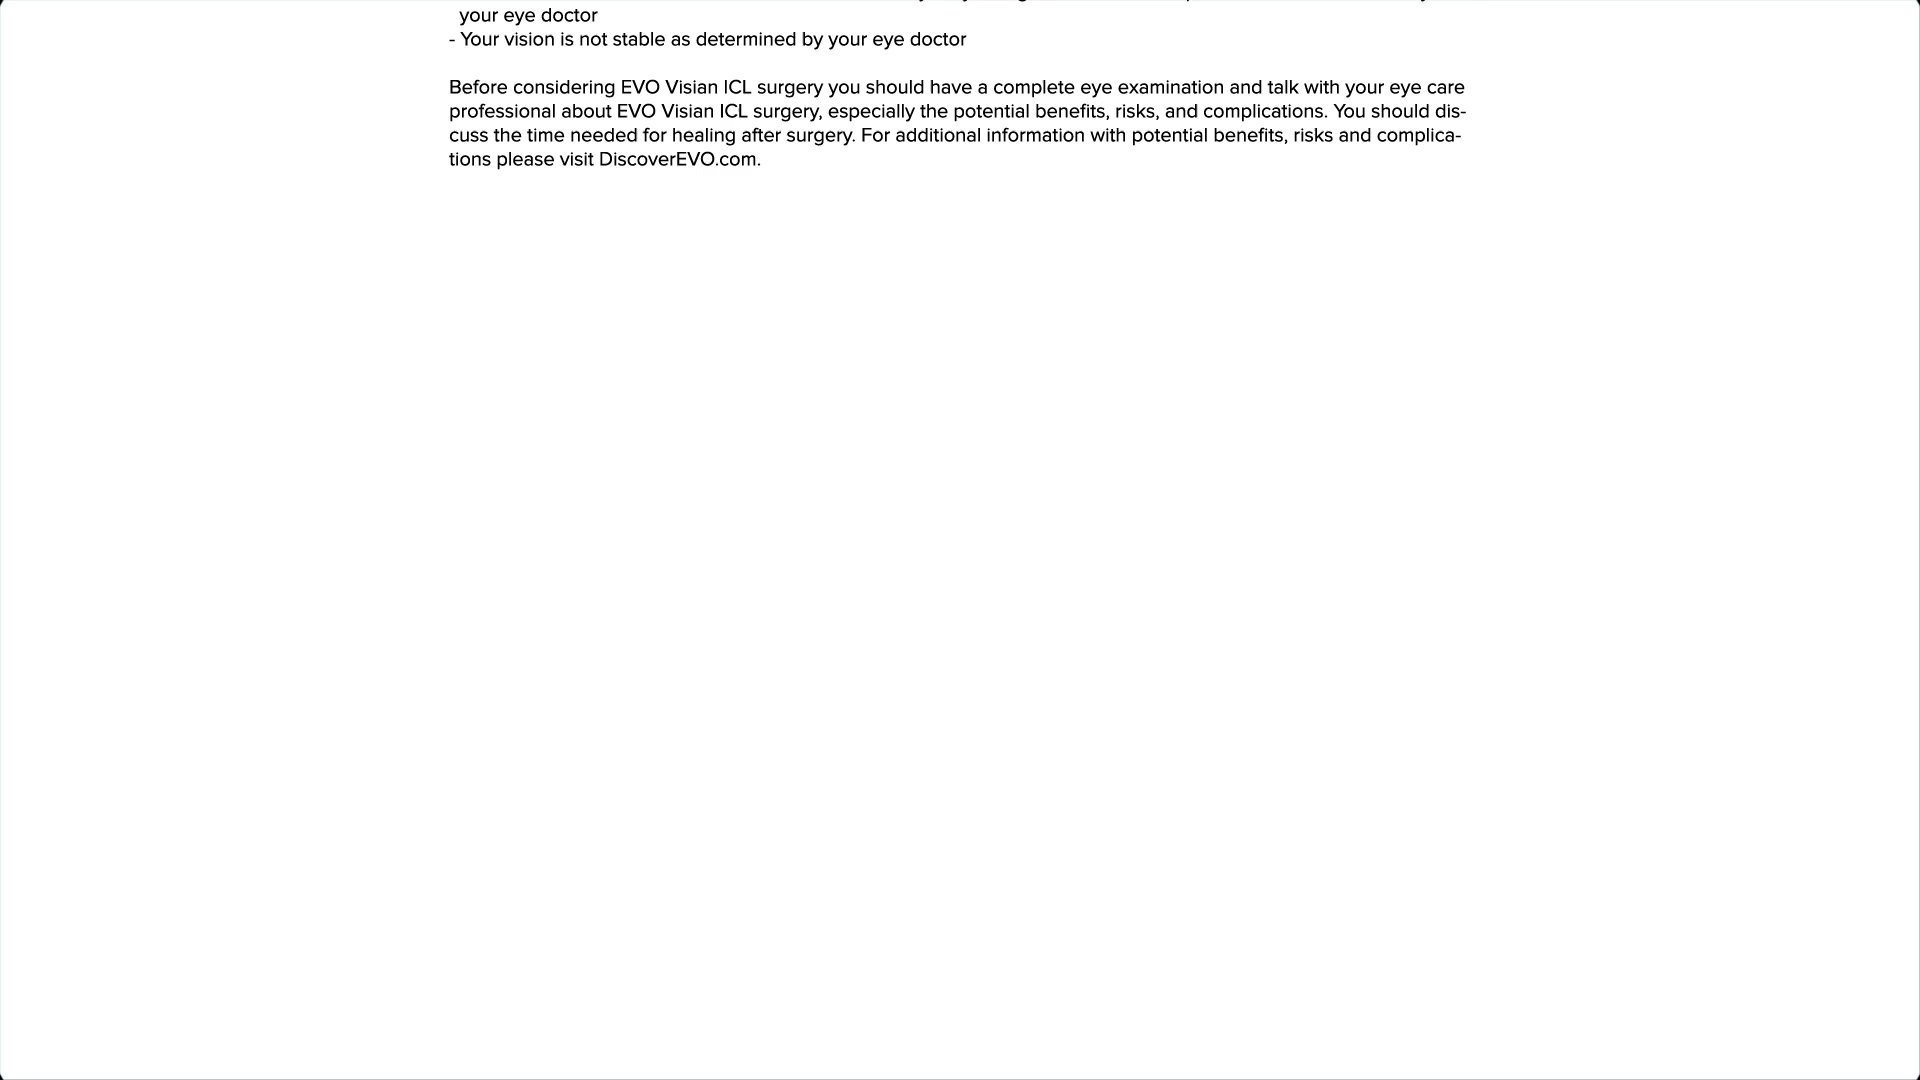 your eye doctor
- Your vision is not stable as determined by your eye doctor
Before considering EVO Visian ICL surgery you should have a complete eye examination and talk with your eye care
professional about EVO Visian ICL surgery, especially the potential benefits, risks, and complications. You should dis-
cuss the time needed for healing after surgery. For additional information with potential benefits, risks and complica-
tions please visit DiscoverEVO.com.